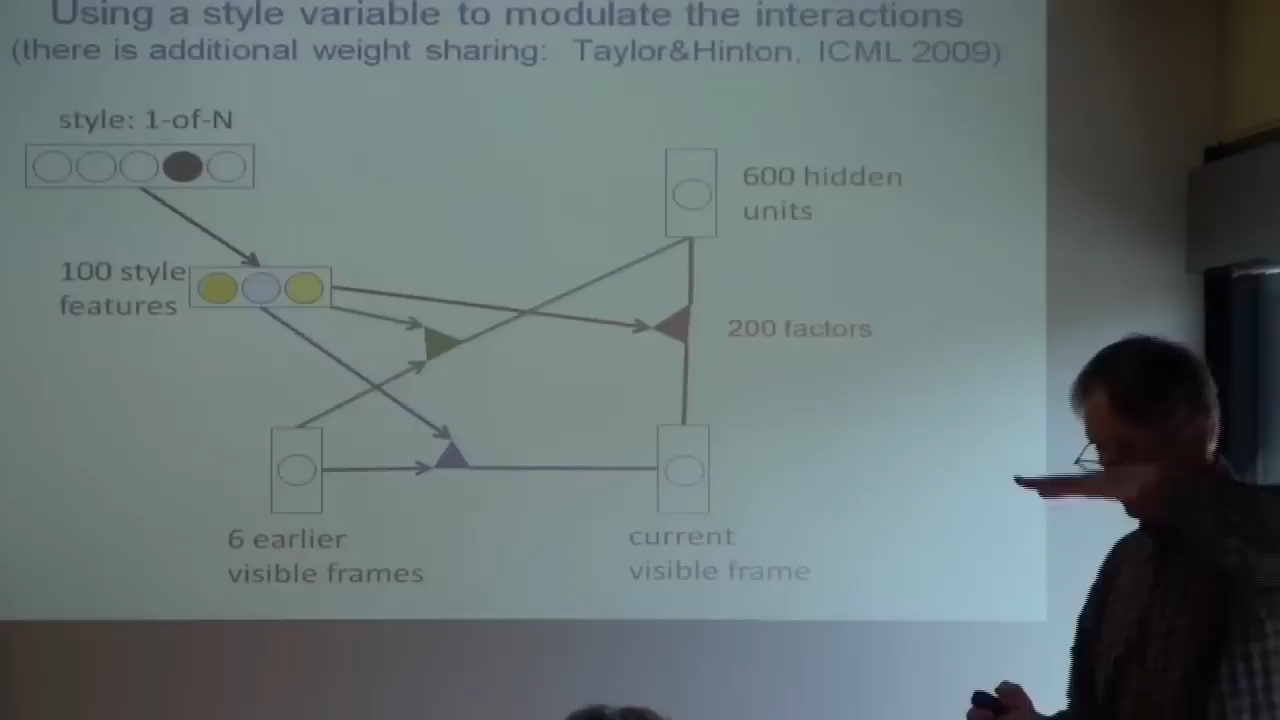 Using a style variable to modulate the interactions
(there is additional weight sharing: Taylor&Hinton, ICML 2009)
style: 1-of-N
600 hidden
units
100 style
features
200 factors
6 earlier
visible frames
current
visible frame